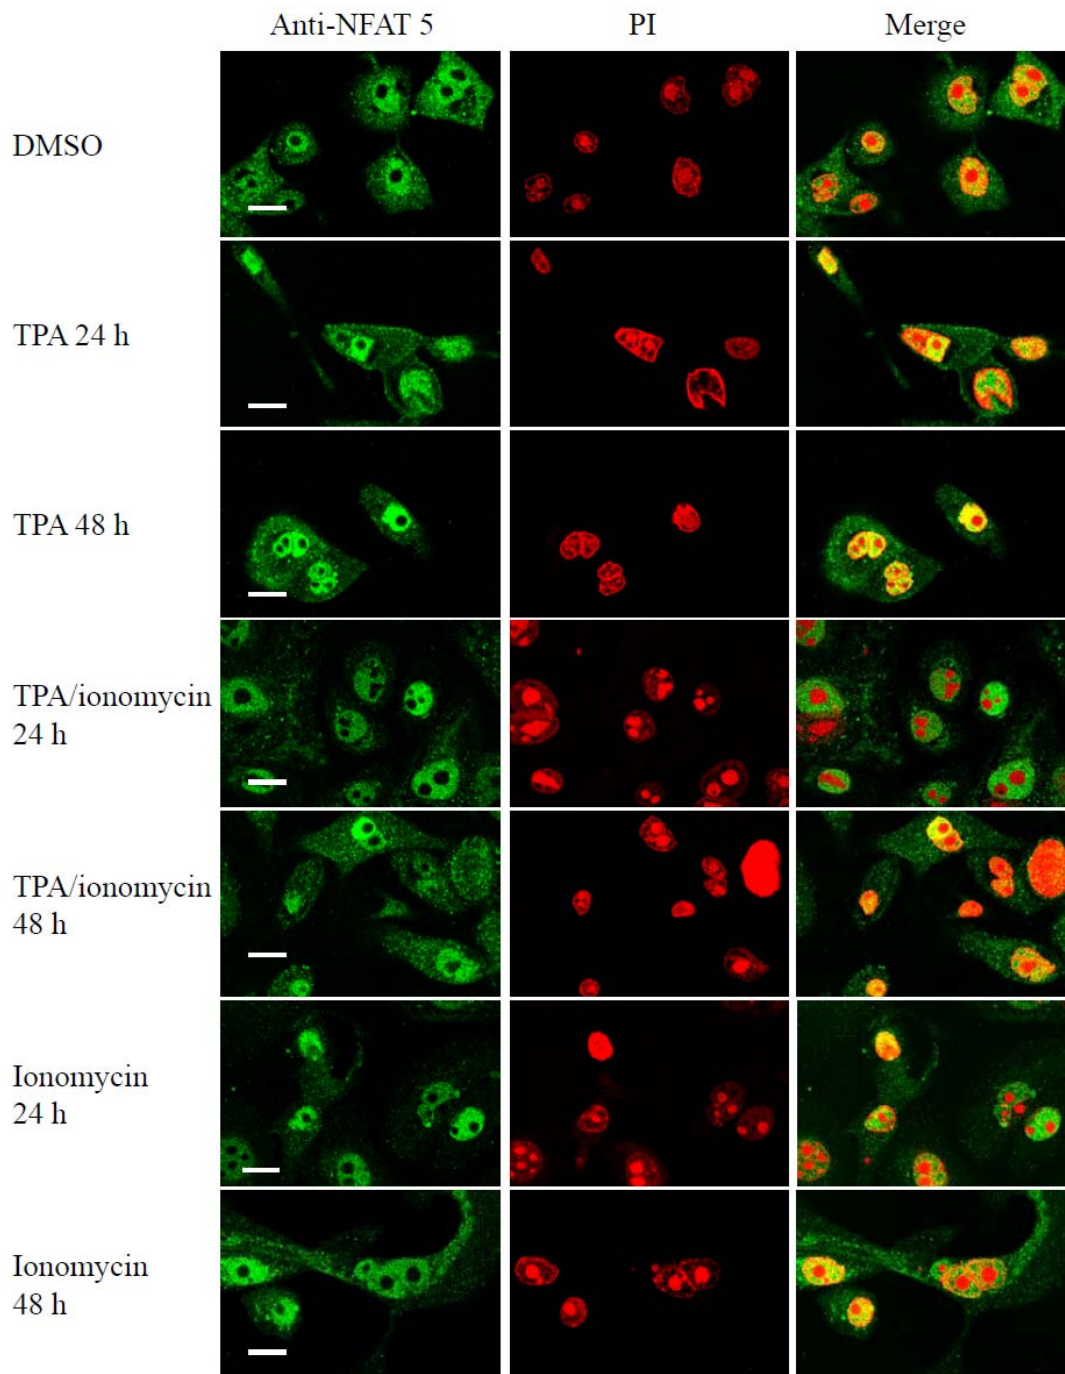 Anti-NFAT 5 PI Merge
DMSO
TPA 24 h
TPA 48 h
TPA/ionomycin
24 h
TPA/ionomycin
48 h
Ionomycin
24 h
Ionomycin
48 h